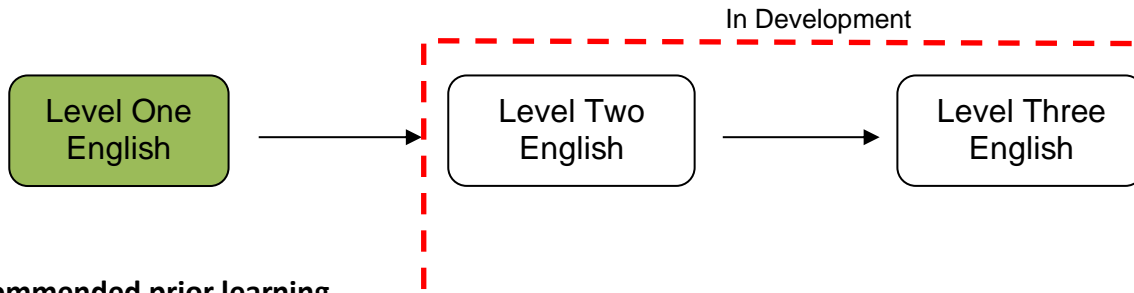 In Development
Level One
English
Level Two
English
Level Three
English
prior learning